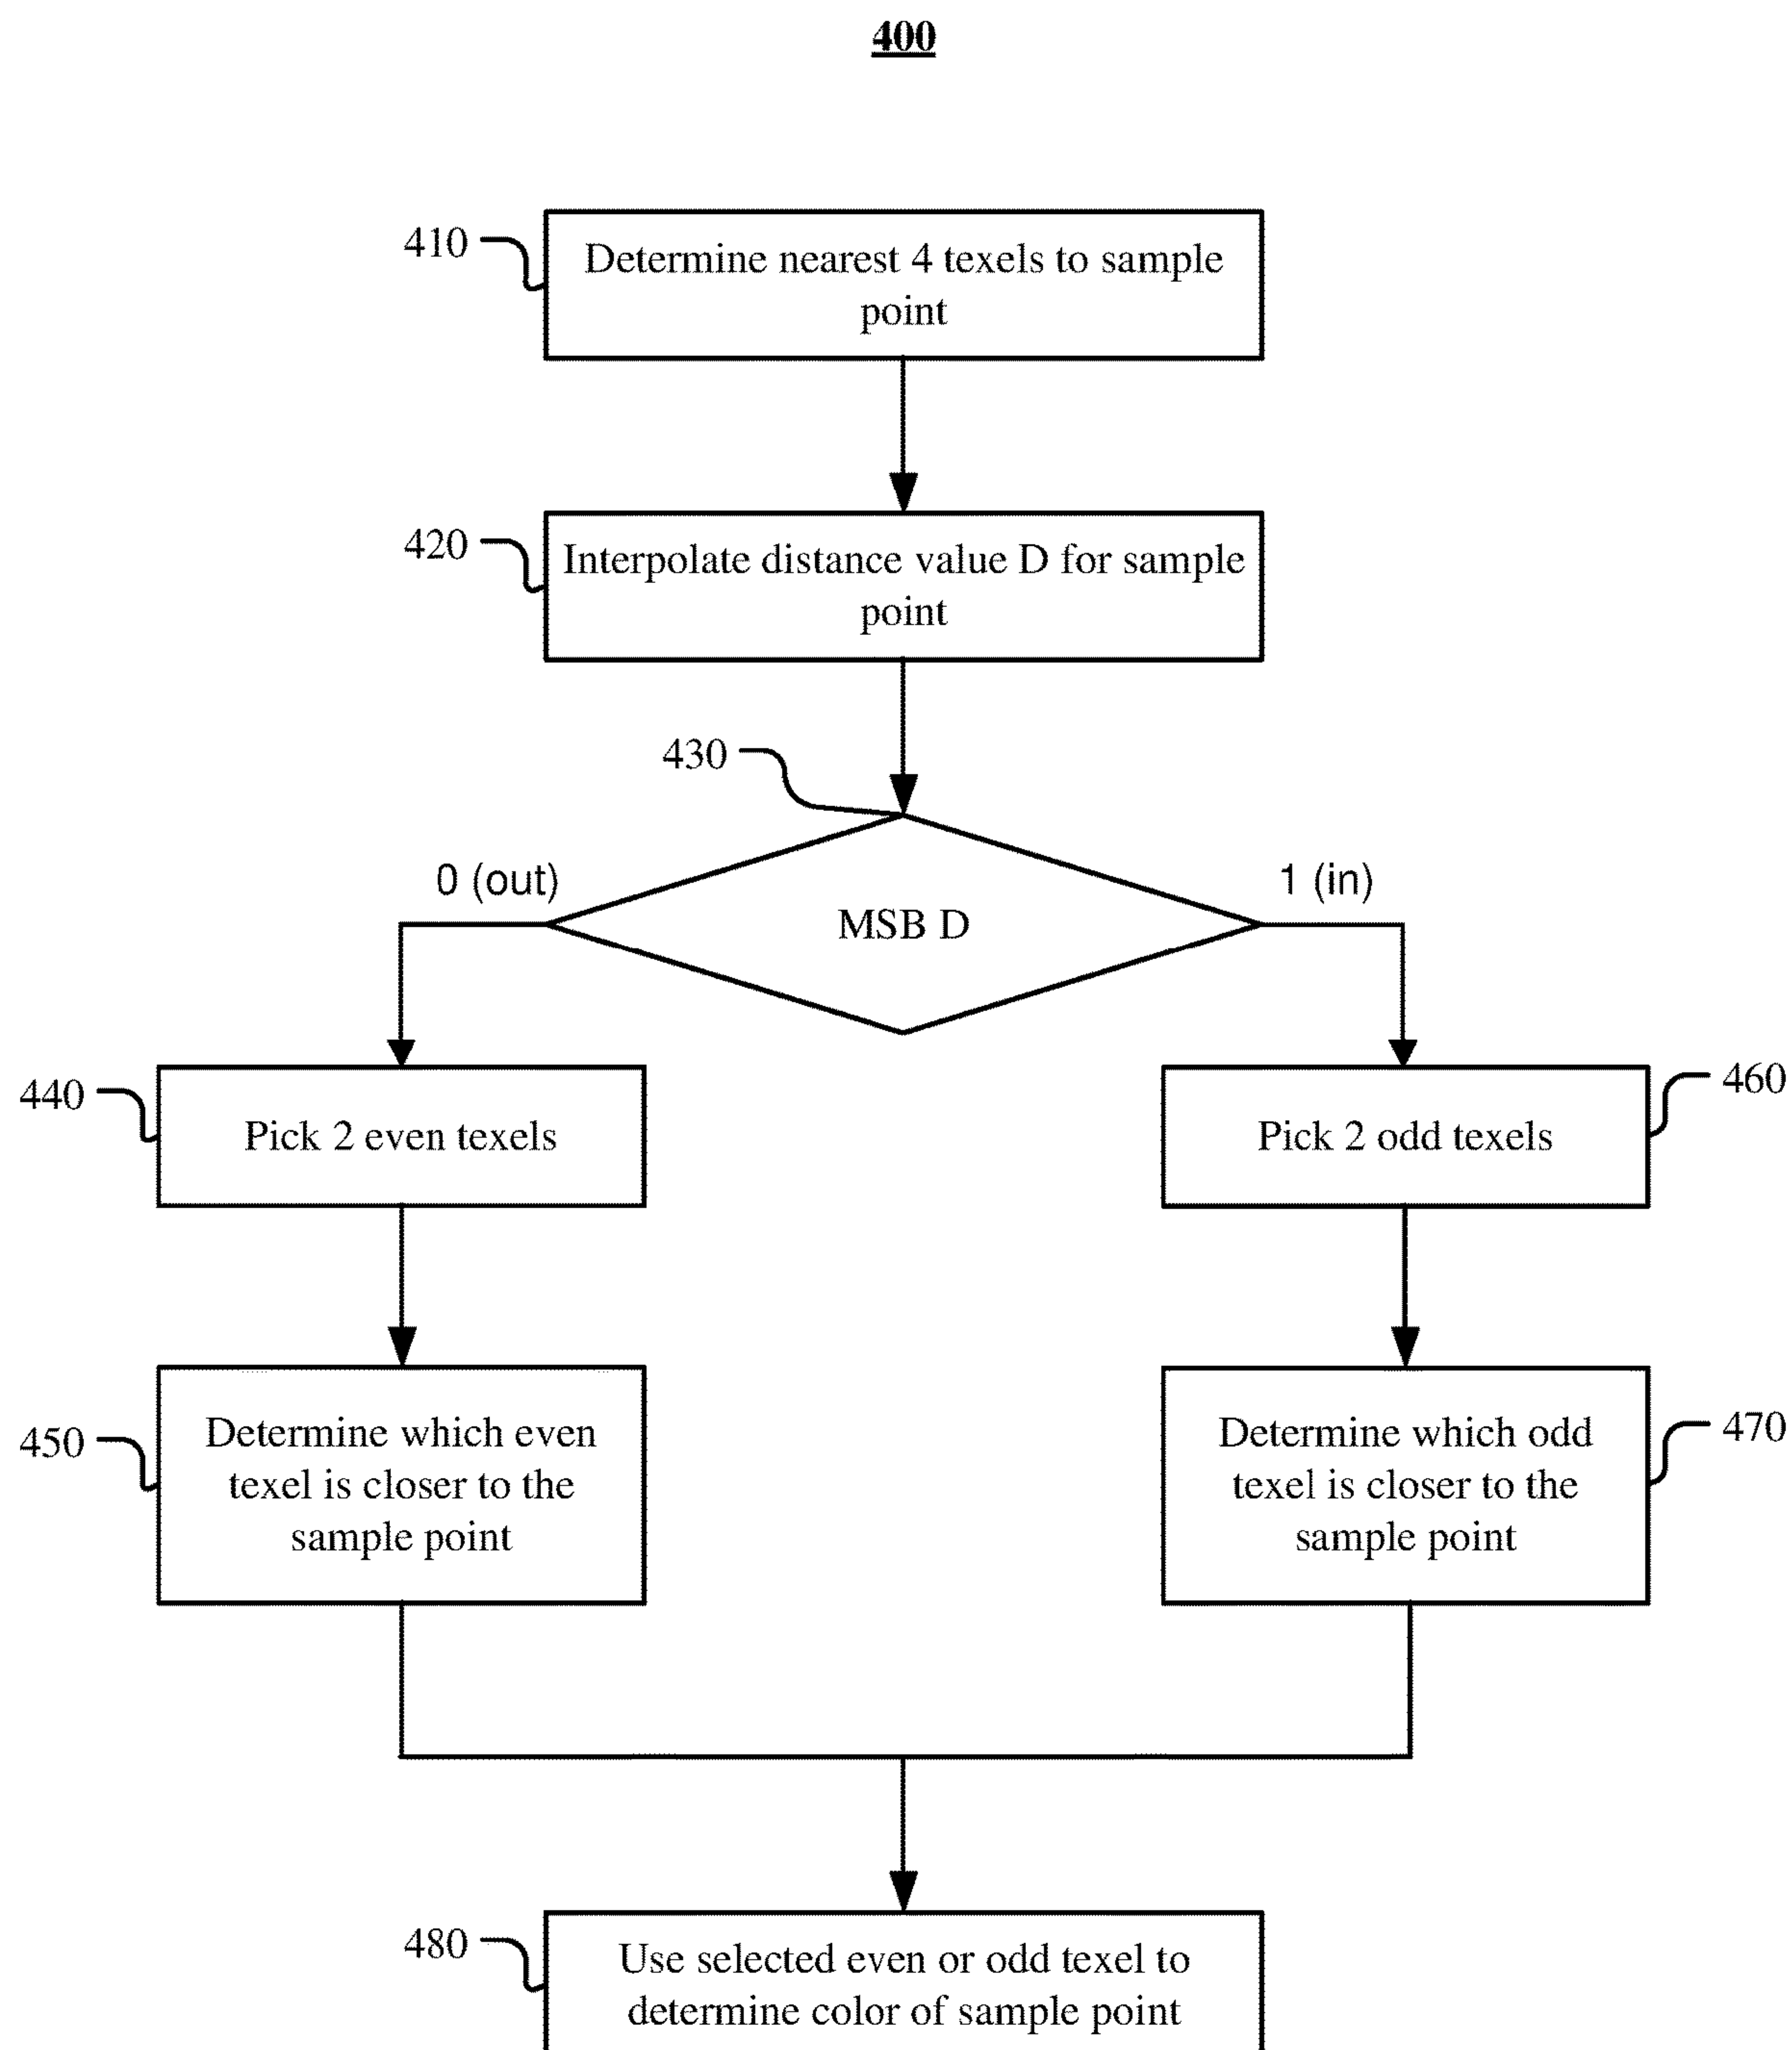 400
410
Determine nearest 4 texels to sample
point
420
Interpolate distance value D for sample
point
430
0 (out)
1 (in)
MSB D
440
Pick 2 even texels
460
Pick 2 odd texels
450
Determine which even
texel is closer to the
sample point
470
Determine which odd
texel is closer to the
sample point
480
Use selected even or odd texel to
determine color of sample point